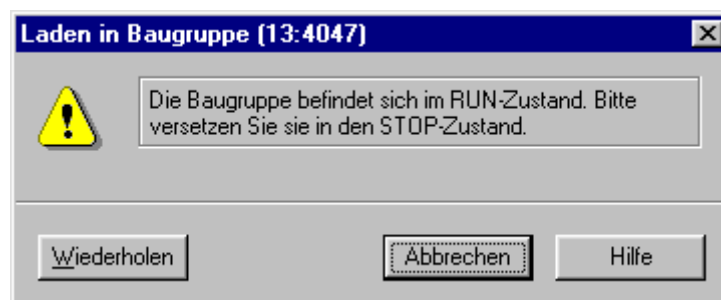 Laden in Baugruppe (13:4047)
Die Baugruppe befindet sich im RUN-Zustand. Bitte
versetzen Sie sie in den STOP-Zustand.
Wiederholen Abbrechen Hilfe